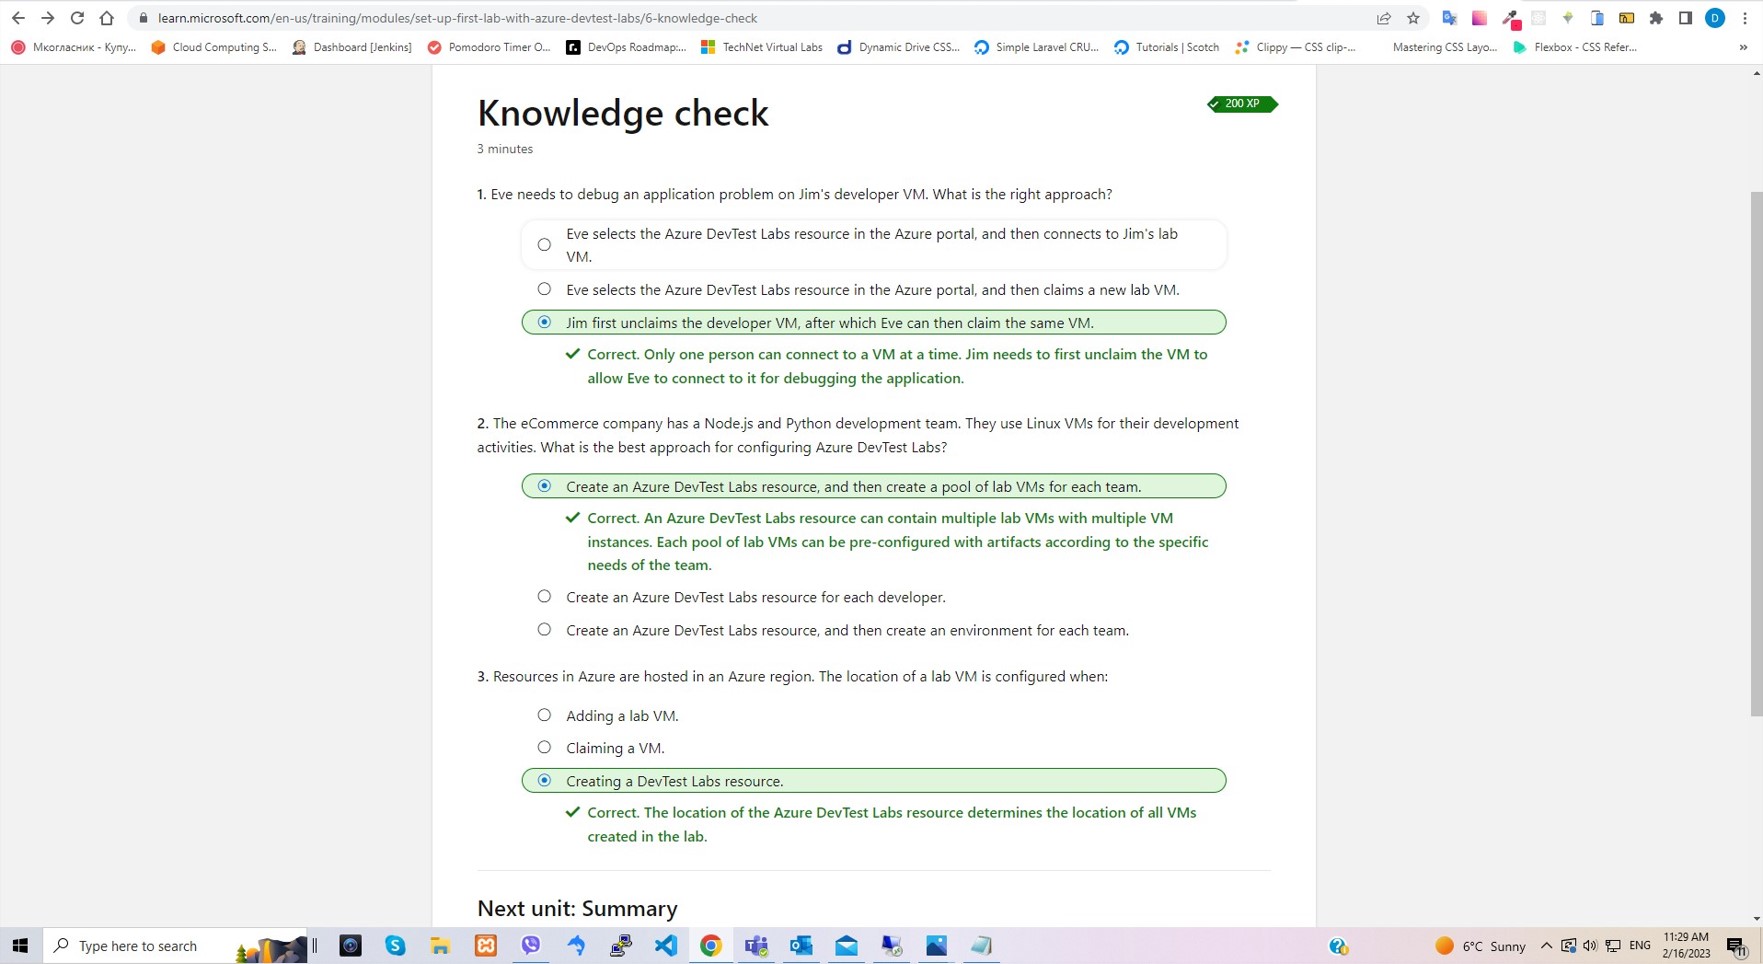 learn.microsoft.com/en-us/training/modules/set-up-first-lab-with-azure-devtest-labs/6-knowledge-check
D
Мкогласник - Купу...
Cloud Computing S...
Dashboard [Jenkins]
Pomodoro Timer O...
DevOps Roadmap:...
TechNet Virtual Labs
Dynamic Drive CSS...
Simple Laravel CRU...
Tutorials | Scotch
Clippy — CSS clip-...
Mastering CSS Layo...
Flexbox - CSS Refer...
»
Knowledge check
200 XP
3 minutes
1. Eve needs to debug an application problem on Jim's developer VM. What is the right approach?
Eve selects the Azure DevTest Labs resource in the Azure portal, and then connects to Jim's lab
VM.
Eve selects the Azure DevTest Labs resource in the Azure portal, and then claims a new lab VM.
Jim first unclaims the developer VM, after which Eve can then claim the same VM.
Correct. Only one person can connect to a VM at a time. Jim needs to first unclaim the VM to
allow Eve to connect to it for debugging the application.
2. The eCommerce company has a Node.js and Python development team. They use Linux VMs for their development
activities. What is the best approach for configuring Azure DevTest Labs?
Create an Azure DevTest Labs resource, and then create a pool of lab VMs for each team.
Correct. An Azure DevTest Labs resource can contain multiple lab VMs with multiple VM
instances. Each pool of lab VMs can be pre-configured with artifacts according to the specific
needs of the team.
Create an Azure DevTest Labs resource for each developer.
Create an Azure DevTest Labs resource, and then create an environment for each team.
3. Resources in Azure are hosted in an Azure region. The location of a lab VM is configured when:
Adding a lab VM.
Claiming a VM.
Creating a DevTest Labs resource.
Correct. The location of the Azure DevTest Labs resource determines the location of all VMs
created in the lab.
Next unit: Summary
Type here to search
6°C Sunny
ENG
11:29 AM
2/16/2023
11